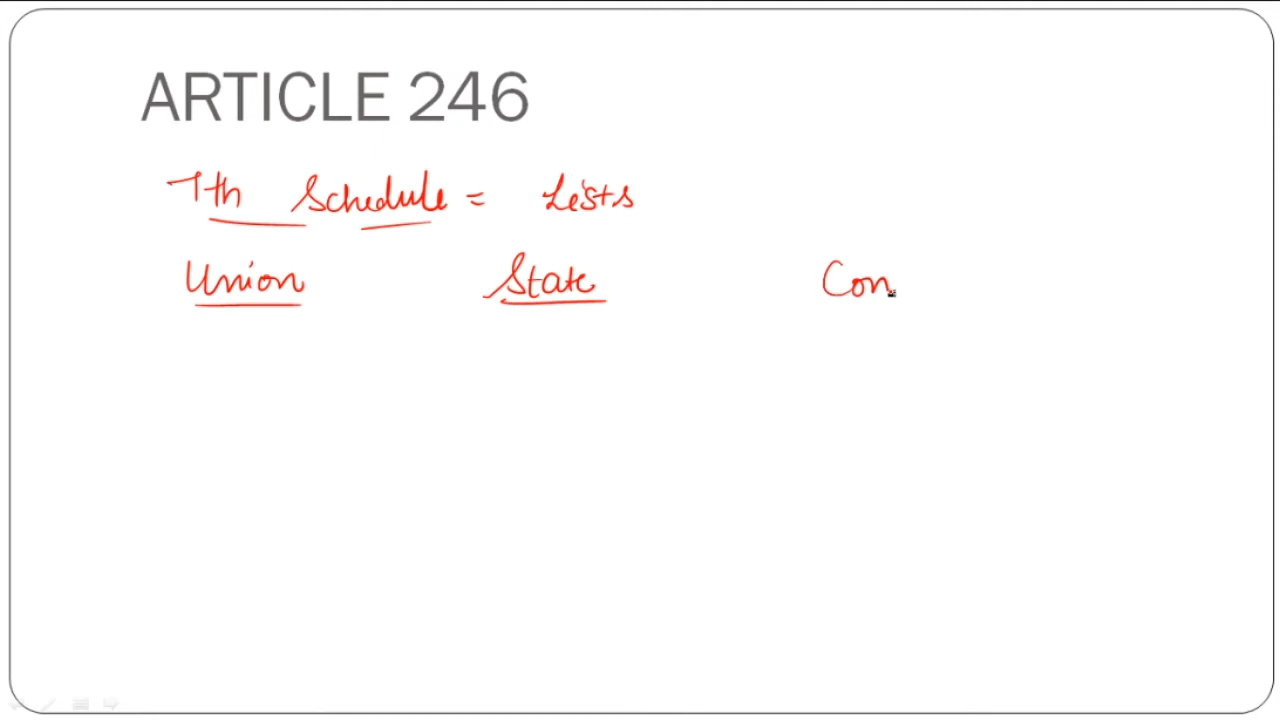 ARTICLE 246
7th Schedule = Lists
Union State Con